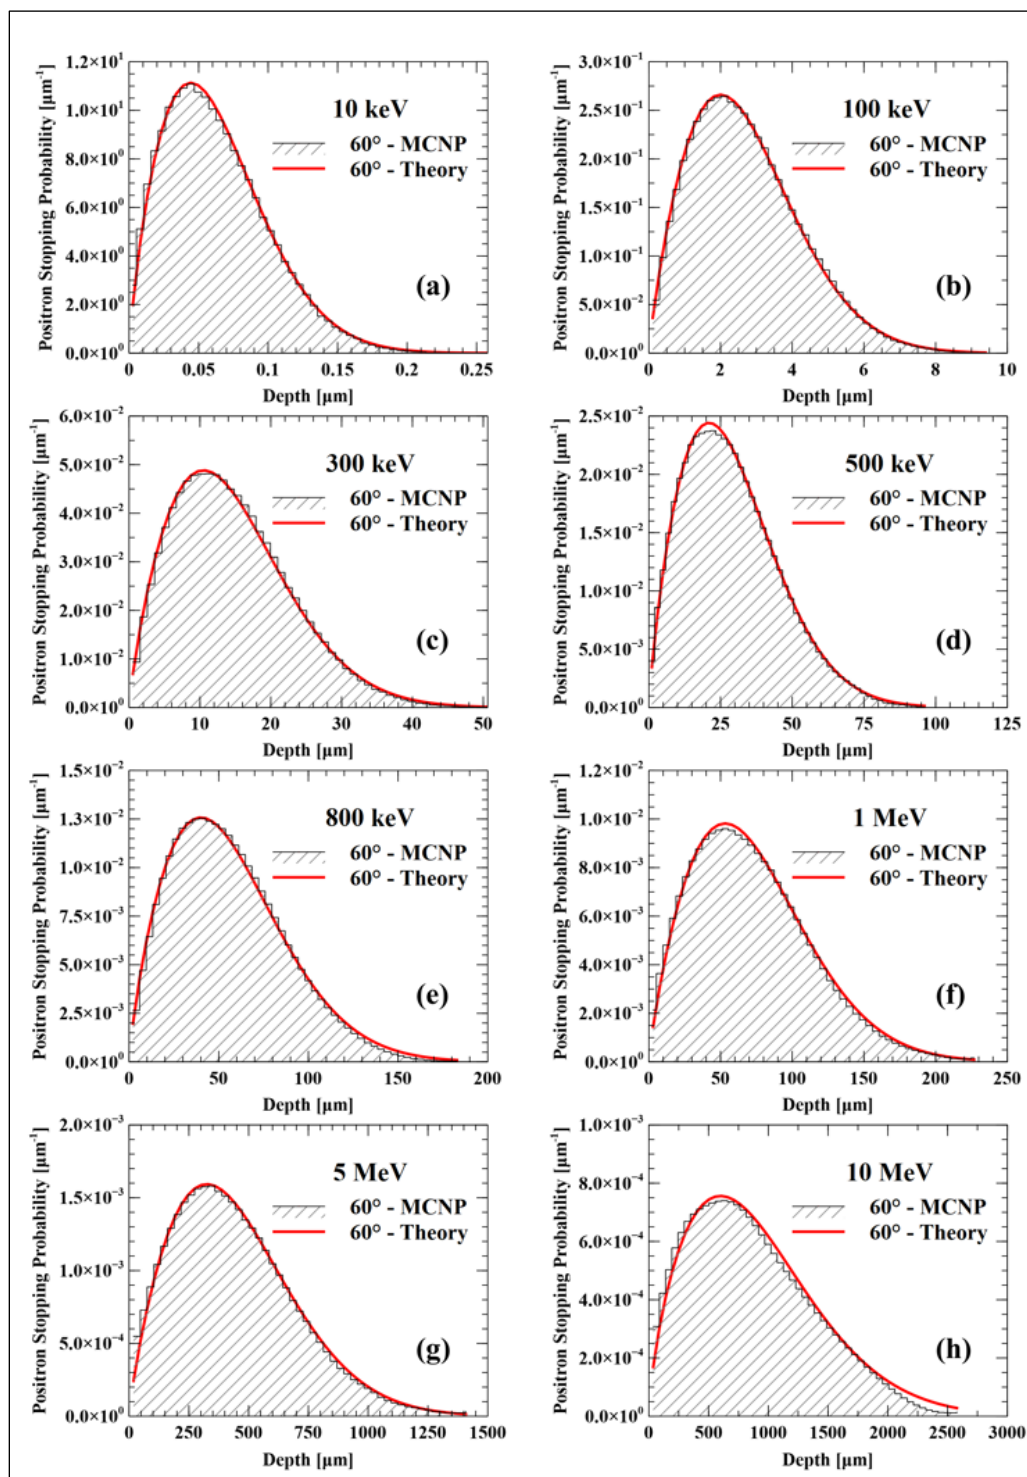 Positron Stopping Probability [μm⁻¹]
1.2×10¹
1.0×10¹
8.0×10⁰
6.0×10⁰
4.0×10⁰
2.0×10⁰
0.0×10⁰
10 keV
60° - MCNP
60° - Theory
(a)
0 0.05 0.1 0.15 0.2 0.25
Depth [μm]
Positron Stopping Probability [μm⁻¹]
3.0×10⁻¹
2.5×10⁻¹
2.0×10⁻¹
1.5×10⁻¹
1.0×10⁻¹
5.0×10⁻²
0.0×10⁰
100 keV
60° - MCNP
60° - Theory
(b)
0 2 4 6 8 10
Depth [μm]
Positron Stopping Probability [μm⁻¹]
6.0×10⁻²
5.0×10⁻²
4.0×10⁻²
3.0×10⁻²
2.0×10⁻²
1.0×10⁻²
0.0×10⁰
300 keV
60° - MCNP
60° - Theory
(c)
0 10 20 30 40 50
Depth [μm]
Positron Stopping Probability [μm⁻¹]
2.5×10⁻²
2.0×10⁻²
1.5×10⁻²
1.0×10⁻²
5.0×10⁻³
0.0×10⁰
500 keV
60° - MCNP
60° - Theory
(d)
0 25 50 75 100 125
Depth [μm]
Positron Stopping Probability [μm⁻¹]
1.5×10⁻²
1.3×10⁻²
1.0×10⁻²
7.5×10⁻³
5.0×10⁻³
2.5×10⁻³
0.0×10⁰
800 keV
60° - MCNP
60° - Theory
(e)
0 50 100 150 200
Depth [μm]
Positron Stopping Probability [μm⁻¹]
1.2×10⁻²
1.0×10⁻²
8.0×10⁻³
6.0×10⁻³
4.0×10⁻³
2.0×10⁻³
0.0×10⁰
1 MeV
60° - MCNP
60° - Theory
(f)
0 50 100 150 200 250
Depth [μm]
Positron Stopping Probability [μm⁻¹]
2.0×10⁻³
1.5×10⁻³
1.0×10⁻³
5.0×10⁻⁴
0.0×10⁰
5 MeV
60° - MCNP
60° - Theory
(g)
0 250 500 750 1000 1250 1500
Depth [μm]
Positron Stopping Probability [μm⁻¹]
1.0×10⁻³
8.0×10⁻⁴
6.0×10⁻⁴
4.0×10⁻⁴
2.0×10⁻⁴
0.0×10⁰
10 MeV
60° - MCNP
60° - Theory
(h)
0 500 1000 1500 2000 2500 3000
Depth [μm]